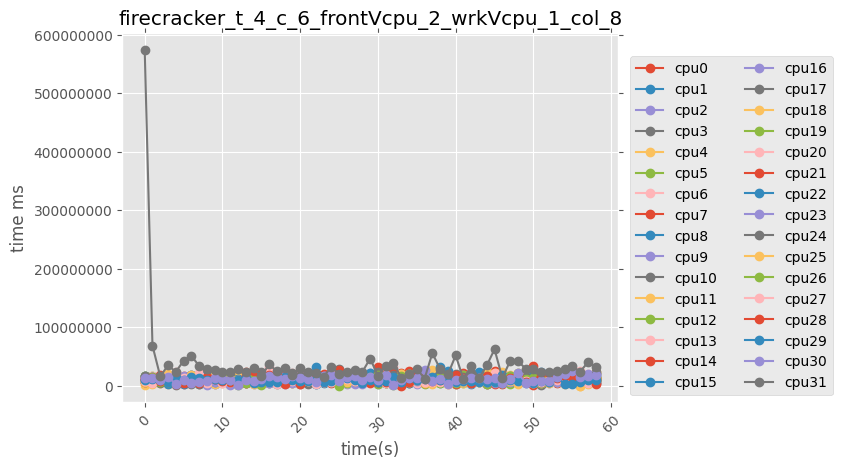 firecracker_t_4_c_6_frontVcpu_2_wrkVcpu_1_col_8
600000000
500000000
400000000
300000000
200000000
100000000
0
time ms
0
10
20
30
40
50
60
time(s)
cpu0
cpu1
cpu2
cpu3
cpu4
cpu5
cpu6
cpu7
cpu8
cpu9
cpu10
cpu11
cpu12
cpu13
cpu14
cpu15
cpu16
cpu17
cpu18
cpu19
cpu20
cpu21
cpu22
cpu23
cpu24
cpu25
cpu26
cpu27
cpu28
cpu29
cpu30
cpu31